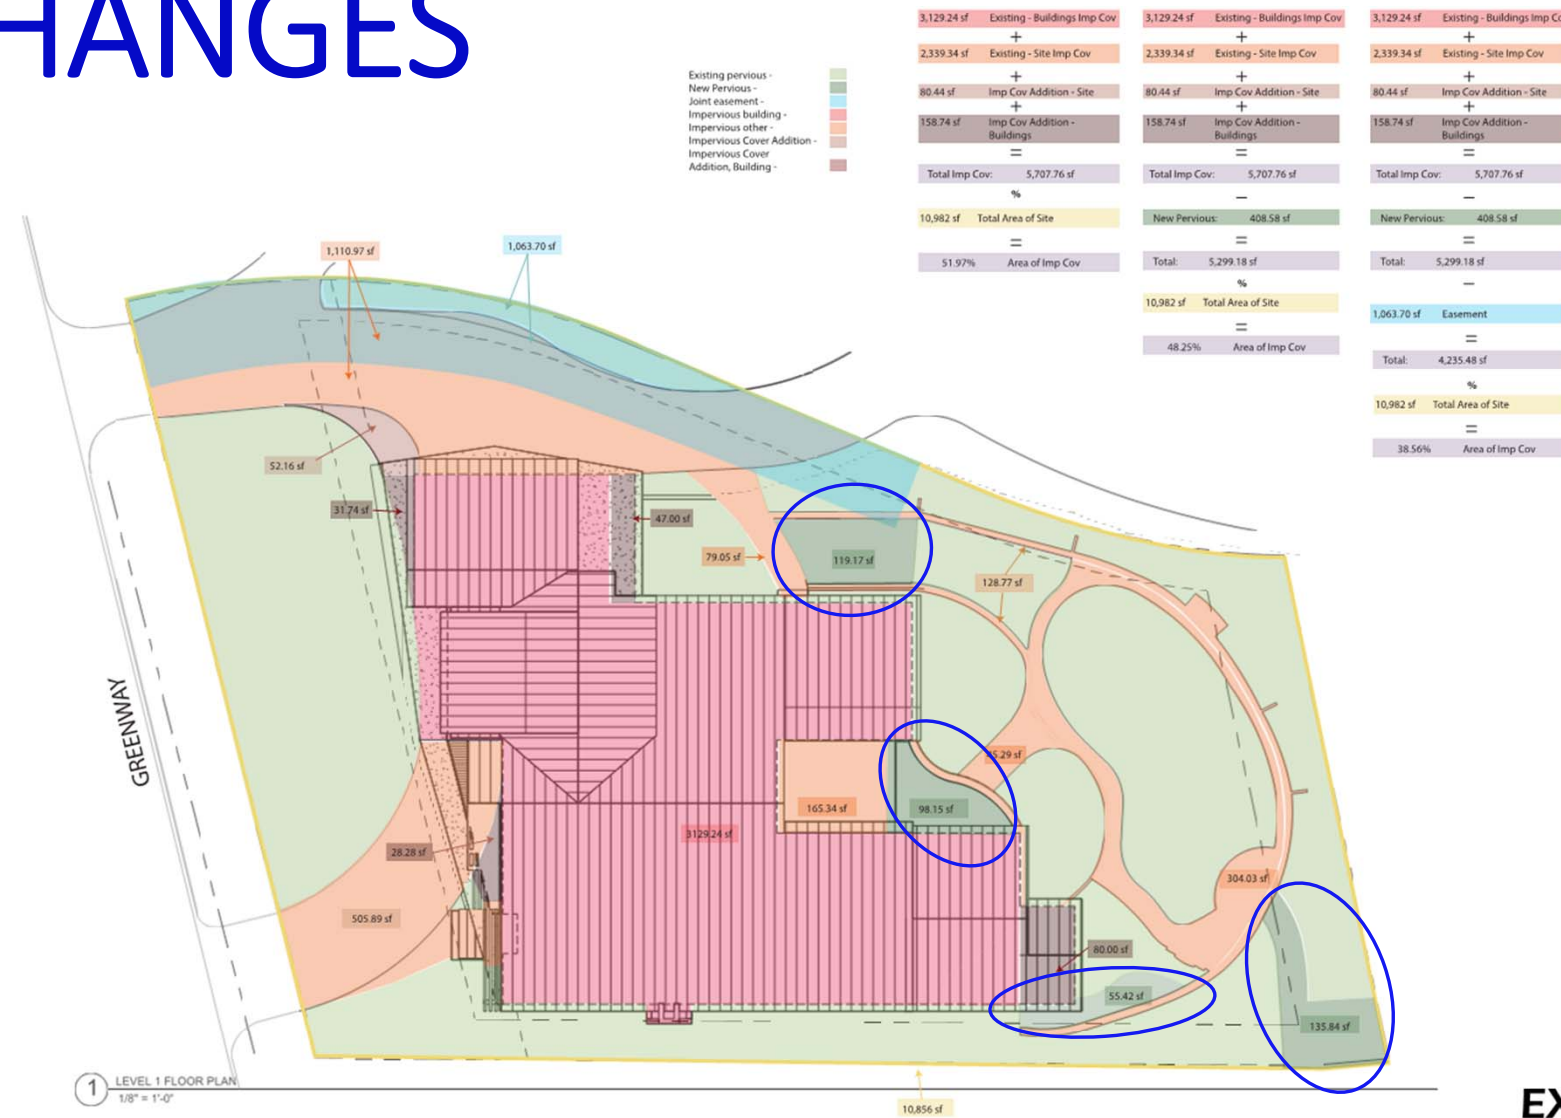 HANGES
Existing pervious -
New Pervious -
Joint easement -
Impervious building -
Impervious other -
Impervious Cover Addition -
Impervious Cover
Addition, Building -
3,129.24 sf Existing - Buildings Imp Cov
+
2,339.34 sf Existing - Site Imp Cov
+
80.44 sf Imp Cov Addition - Site
+
158.74 sf Imp Cov Addition -
Buildings
=
Total Imp Cov: 5,707.76 sf
%
10,982 sf Total Area of Site
=
51.97% Area of Imp Cov
3,129.24 sf Existing - Buildings Imp Cov
+
2,339.34 sf Existing - Site Imp Cov
+
80.44 sf Imp Cov Addition - Site
+
158.74 sf Imp Cov Addition -
Buildings
=
Total Imp Cov: 5,707.76 sf
–
New Pervious: 408.58 sf
=
Total: 5,299.18 sf
%
10,982 sf Total Area of Site
=
48.25% Area of Imp Cov
3,129.24 sf Existing - Buildings Imp Co
+
2,339.34 sf Existing - Site Imp Cov
+
80.44 sf Imp Cov Addition - Site
+
158.74 sf Imp Cov Addition -
Buildings
=
Total Imp Cov: 5,707.76 sf
–
New Pervious: 408.58 sf
=
Total: 5,299.18 sf
–
1,063.70 sf Easement
=
Total: 4,235.48 sf
%
10,982 sf Total Area of Site
=
38.56% Area of Imp Cov
1,110.97 sf
1,063.70 sf
52.16 sf
31.74 sf
47.00 sf
79.05 sf
119.17 sf
128.77 sf
GREENWAY
5.29 sf
165.34 sf
98.15 sf
3129.24 sf
28.28 sf
304.03 sf
505.89 sf
80.00 sf
55.42 sf
135.84 sf
1
LEVEL 1 FLOOR PLAN
1/8" = 1'-0"
10,856 sf
EX